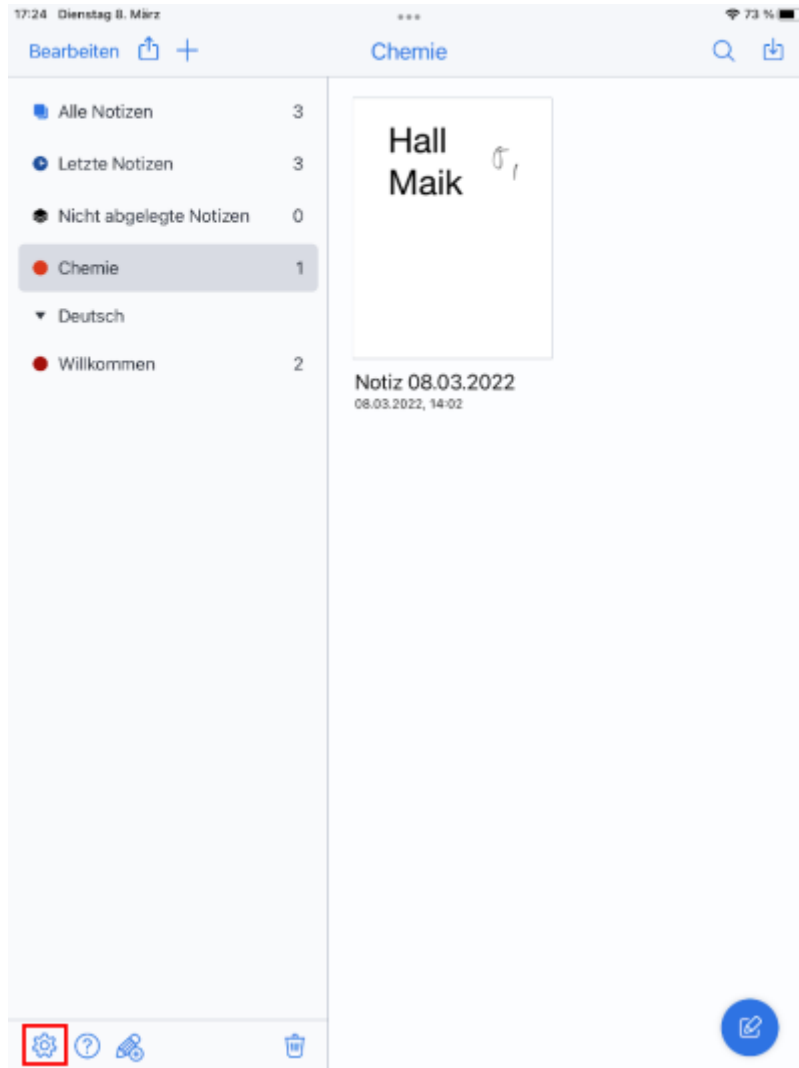 17:24 Dienstag 8. März
73 %
Bearbeiten
Chemie
Alle Notizen 3
Letzte Notizen 3
Nicht abgelegte Notizen 0
Chemie 1
Deutsch
Willkommen 2
Hall
Maik
Notiz 08.03.2022
08.03.2022, 14:02